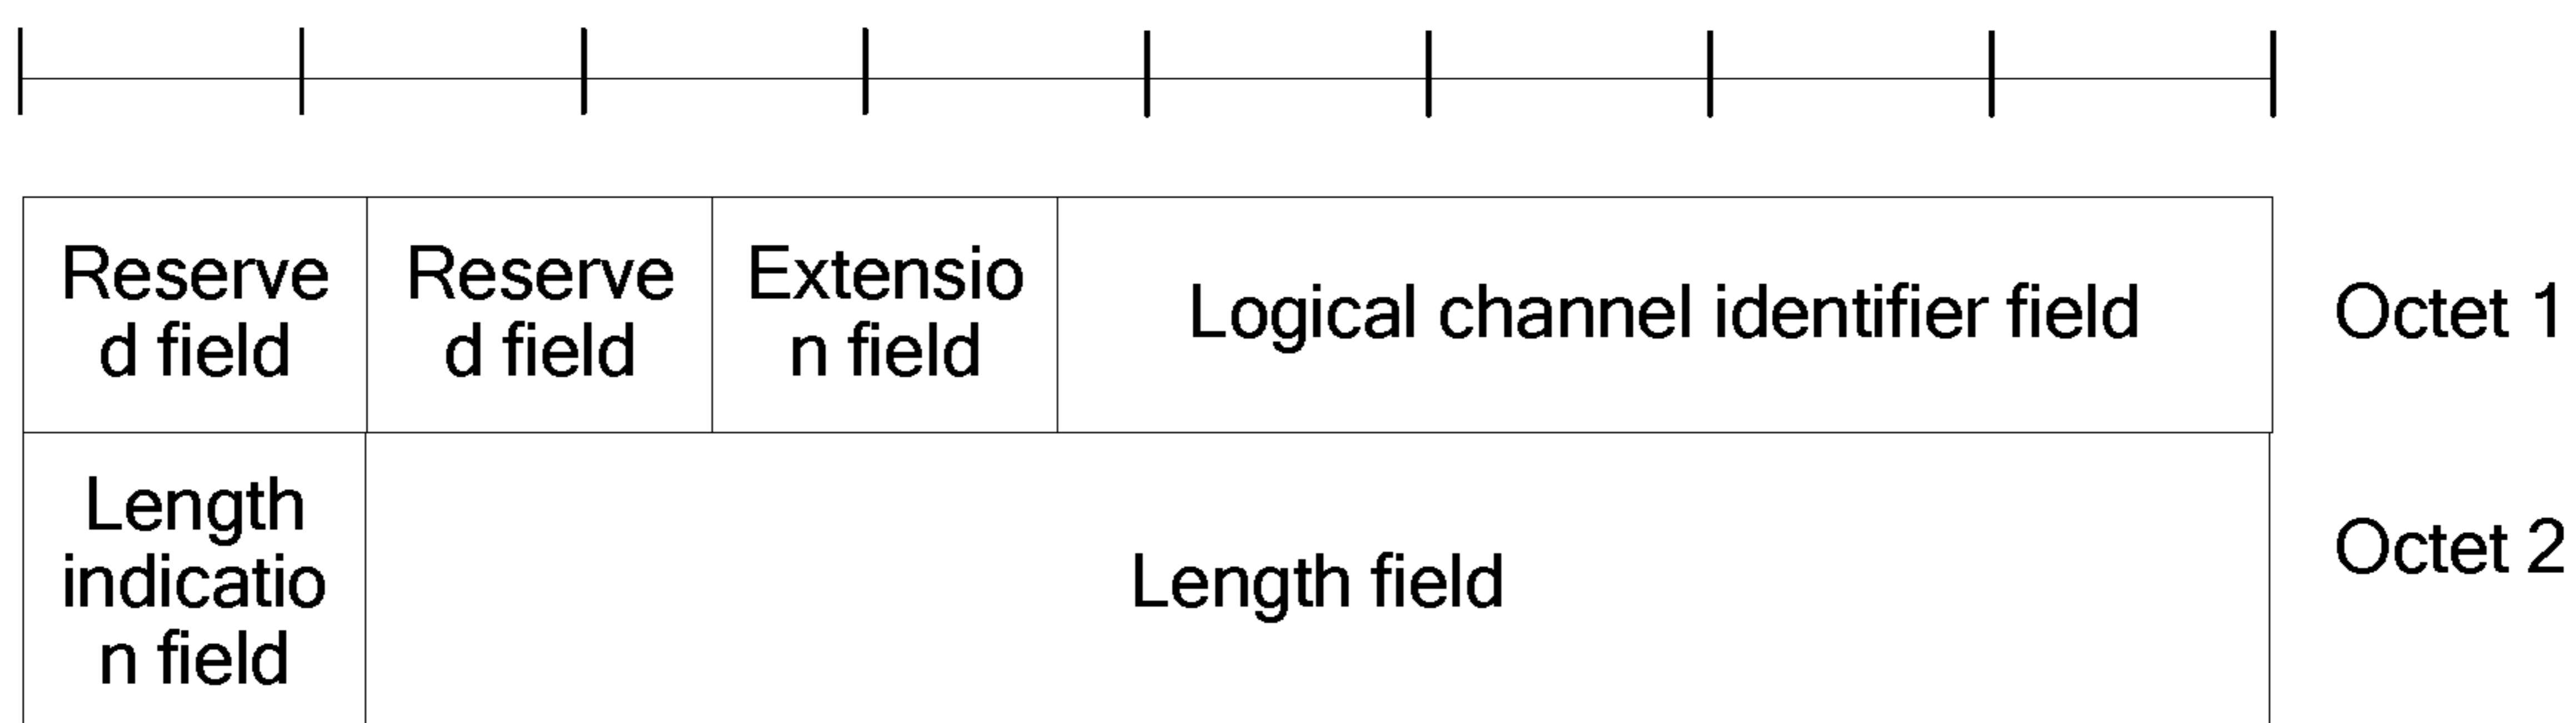 Reserve
d field
Reserve
d field
Extensio
n field
Logical channel identifier field
Octet 1
Length
indicatio
n field
Length field
Octet 2